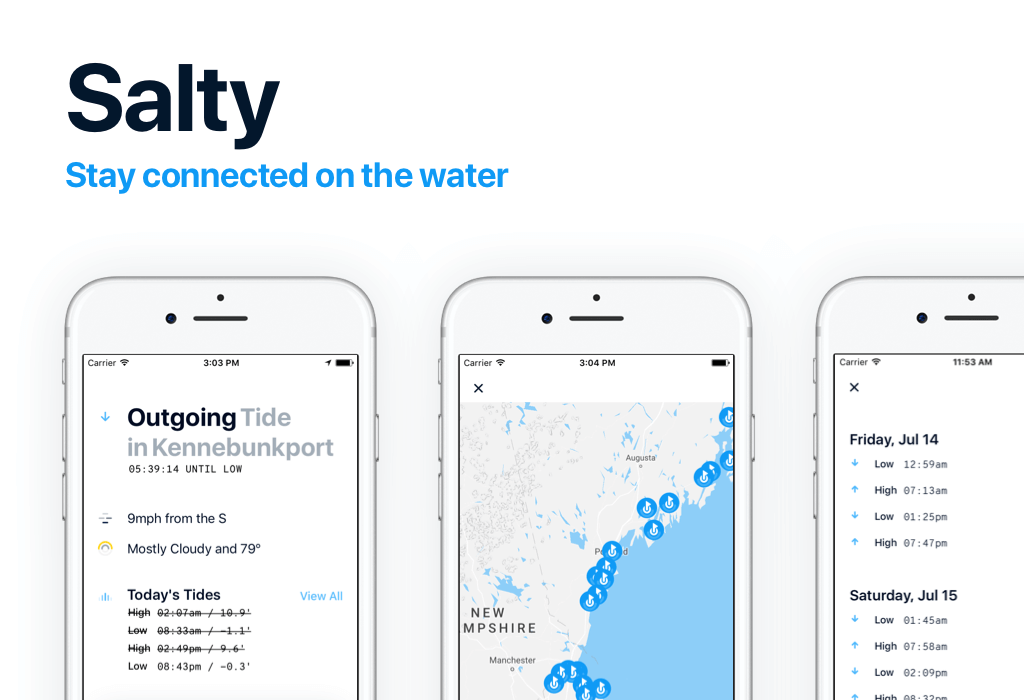 Salty
Stay connected on the water
Carrier 3:03 PM
Outgoing Tide
in Kennebunkport
05:39:14 UNTIL LOW
9mph from the S
Mostly Cloudy and 79°
Today's Tides View All
High 02:07am / 10.9'
Low 08:33am / -1.1'
High 02:49pm / 9.6'
Low 08:43pm / -0.3'
Carrier 3:04 PM
Augusta
NEW
MPSHIRE
Manchester
Carrier 11:53 AM
Friday, Jul 14
Low 12:59am
High 07:13am
Low 01:25pm
High 07:47pm
Saturday, Jul 15
Low 01:45am
High 07:58am
Low 02:09pm
High 08:32pm